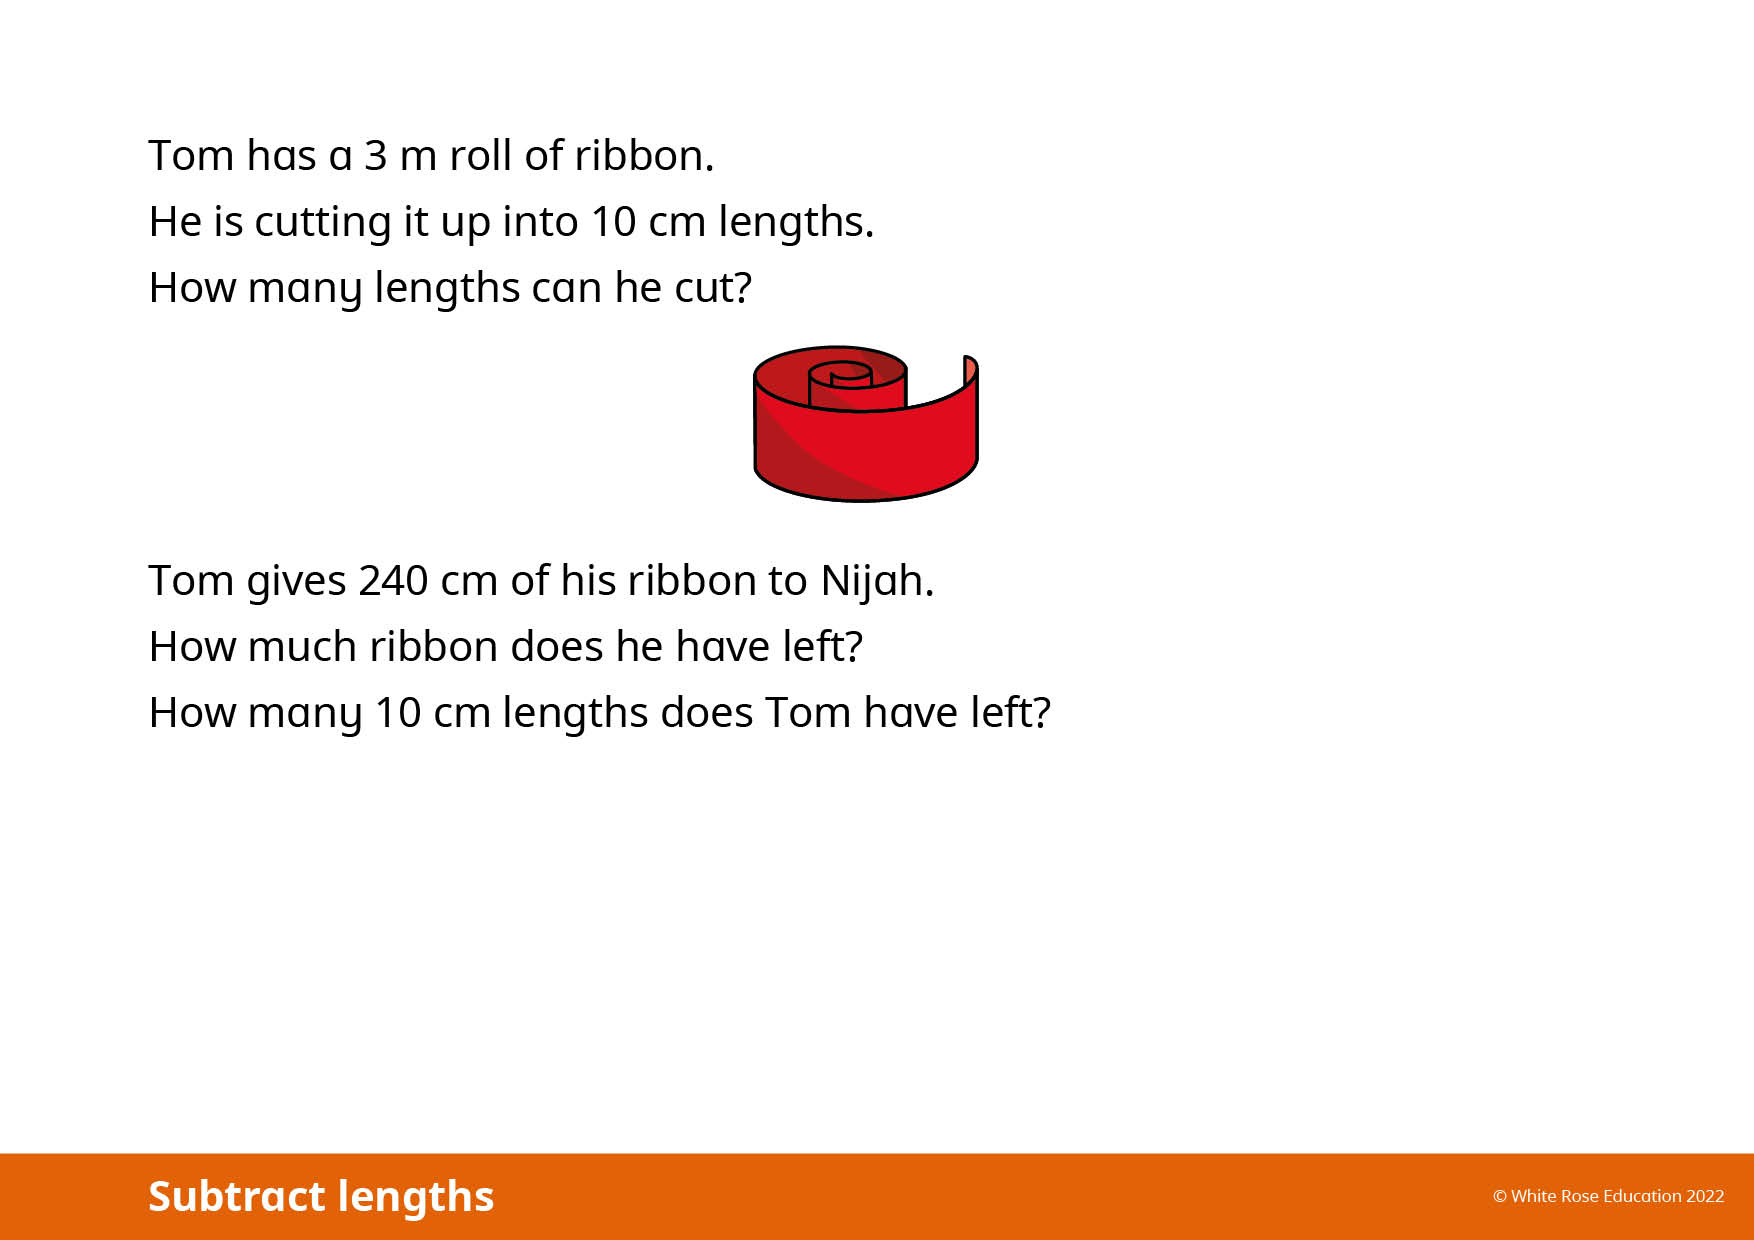 Tom has a 3 m roll of ribbon.
He is cutting it up into 10 cm lengths.
How many lengths can he cut?
Tom gives 240 cm of his ribbon to Nijah.
How much ribbon does he have left?
How many 10 cm lengths does Tom have left?
Subtract lengths
© White Rose Education 2022